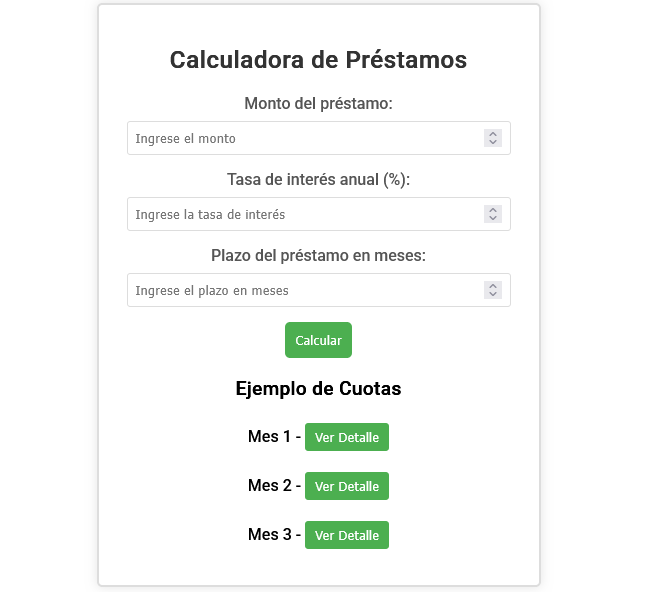 Calculadora de Préstamos
Monto del préstamo:
Ingrese el monto
Tasa de interés anual (%):
Ingrese la tasa de interés
Plazo del préstamo en meses:
Ingrese el plazo en meses
Calcular
Ejemplo de Cuotas
Mes 1 - Ver Detalle
Mes 2 - Ver Detalle
Mes 3 - Ver Detalle